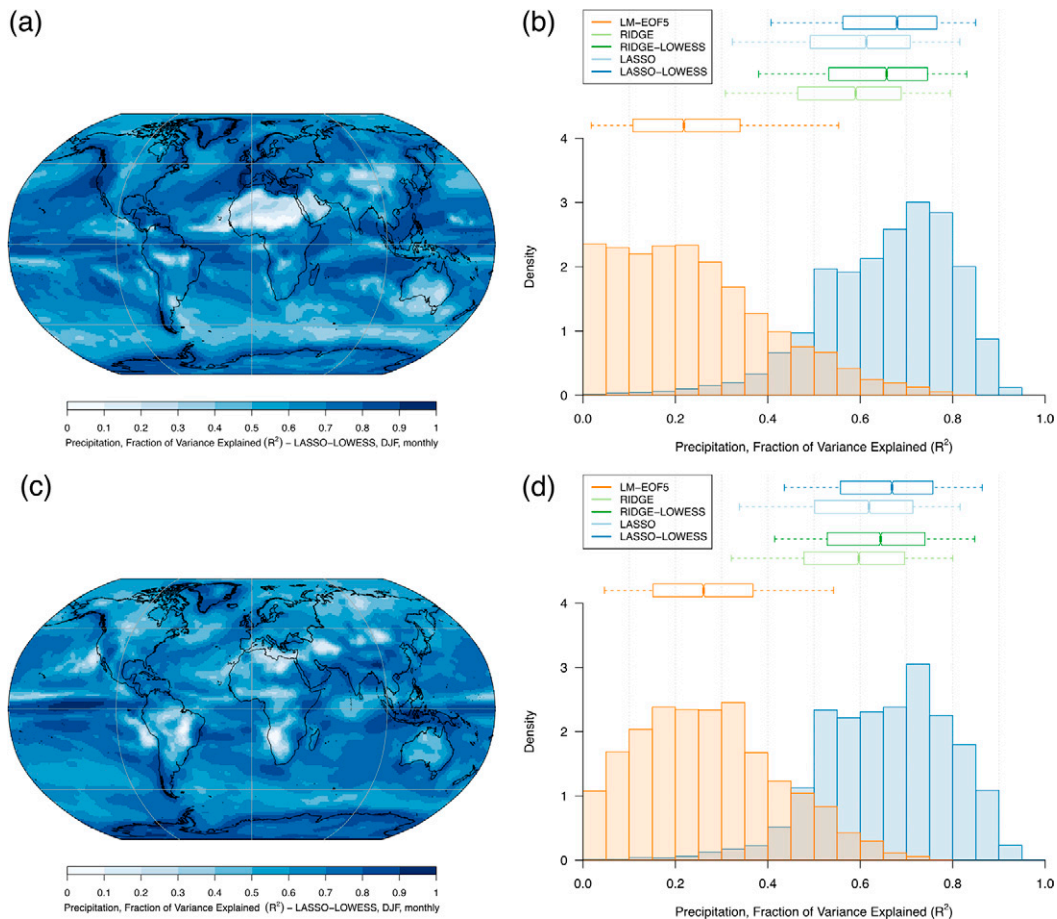 (a)
0 0.1 0.2 0.3 0.4 0.5 0.6 0.7 0.8 0.9 1
Precipitation, Fraction of Variance Explained (R²) – LASSO–LOWESS, DJF, monthly
(b)
LM–EOF5
RIDGE
RIDGE–LOWESS
LASSO
LASSO–LOWESS
4
3
2
1
0
Density
0.0 0.2 0.4 0.6 0.8 1.0
Precipitation, Fraction of Variance Explained (R²)
(c)
0 0.1 0.2 0.3 0.4 0.5 0.6 0.7 0.8 0.9 1
Precipitation, Fraction of Variance Explained (R²) – LASSO–LOWESS, DJF, monthly
(d)
LM–EOF5
RIDGE
RIDGE–LOWESS
LASSO
LASSO–LOWESS
4
3
2
1
0
Density
0.0 0.2 0.4 0.6 0.8 1.0
Precipitation, Fraction of Variance Explained (R²)